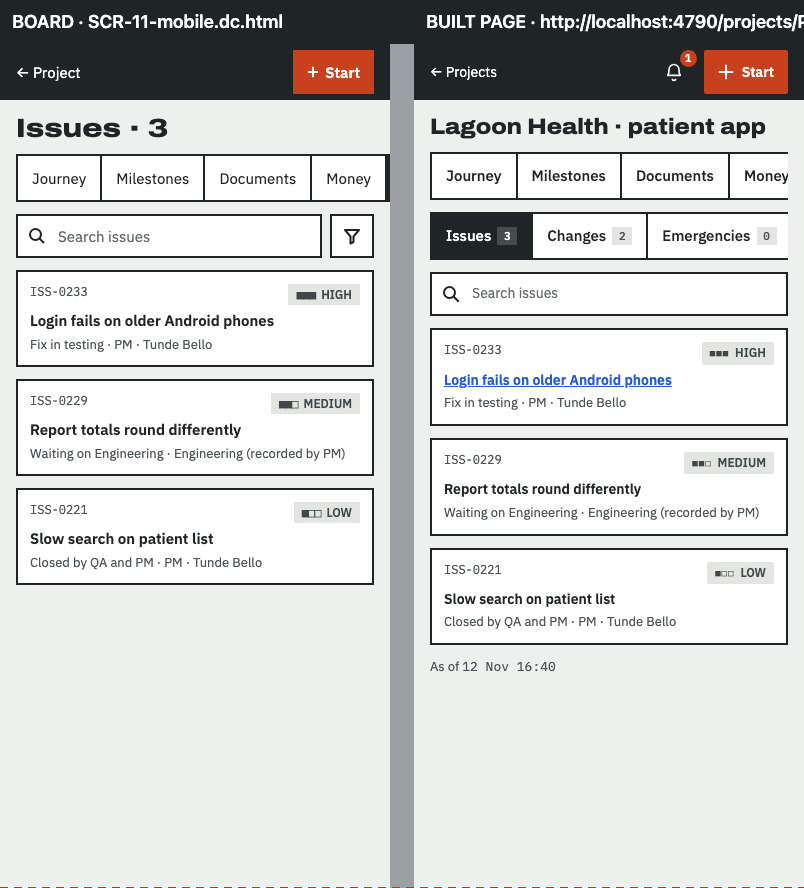 BOARD · SCR-11-mobile.dc.html
← Project
+ Start
Issues · 3
Journey
Milestones
Documents
Money
Search issues
ISS-0233
HIGH
Login fails on older Android phones
Fix in testing · PM · Tunde Bello
ISS-0229
MEDIUM
Report totals round differently
Waiting on Engineering · Engineering (recorded by PM)
ISS-0221
LOW
Slow search on patient list
Closed by QA and PM · PM · Tunde Bello
BUILT PAGE · http://localhost:4790/projects/
← Projects
1
+ Start
Lagoon Health · patient app
Journey
Milestones
Documents
Money
Issues 3
Changes 2
Emergencies 0
Search issues
ISS-0233
HIGH
Login fails on older Android phones
Fix in testing · PM · Tunde Bello
ISS-0229
MEDIUM
Report totals round differently
Waiting on Engineering · Engineering (recorded by PM)
ISS-0221
LOW
Slow search on patient list
Closed by QA and PM · PM · Tunde Bello
As of 12 Nov 16:40